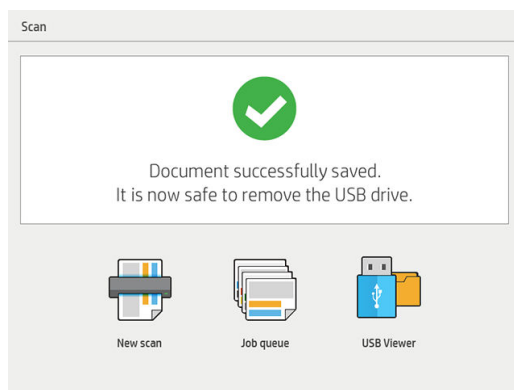 Scan
Document successfully saved.
It is now safe to remove the USB drive.
New scan
Job queue
USB Viewer